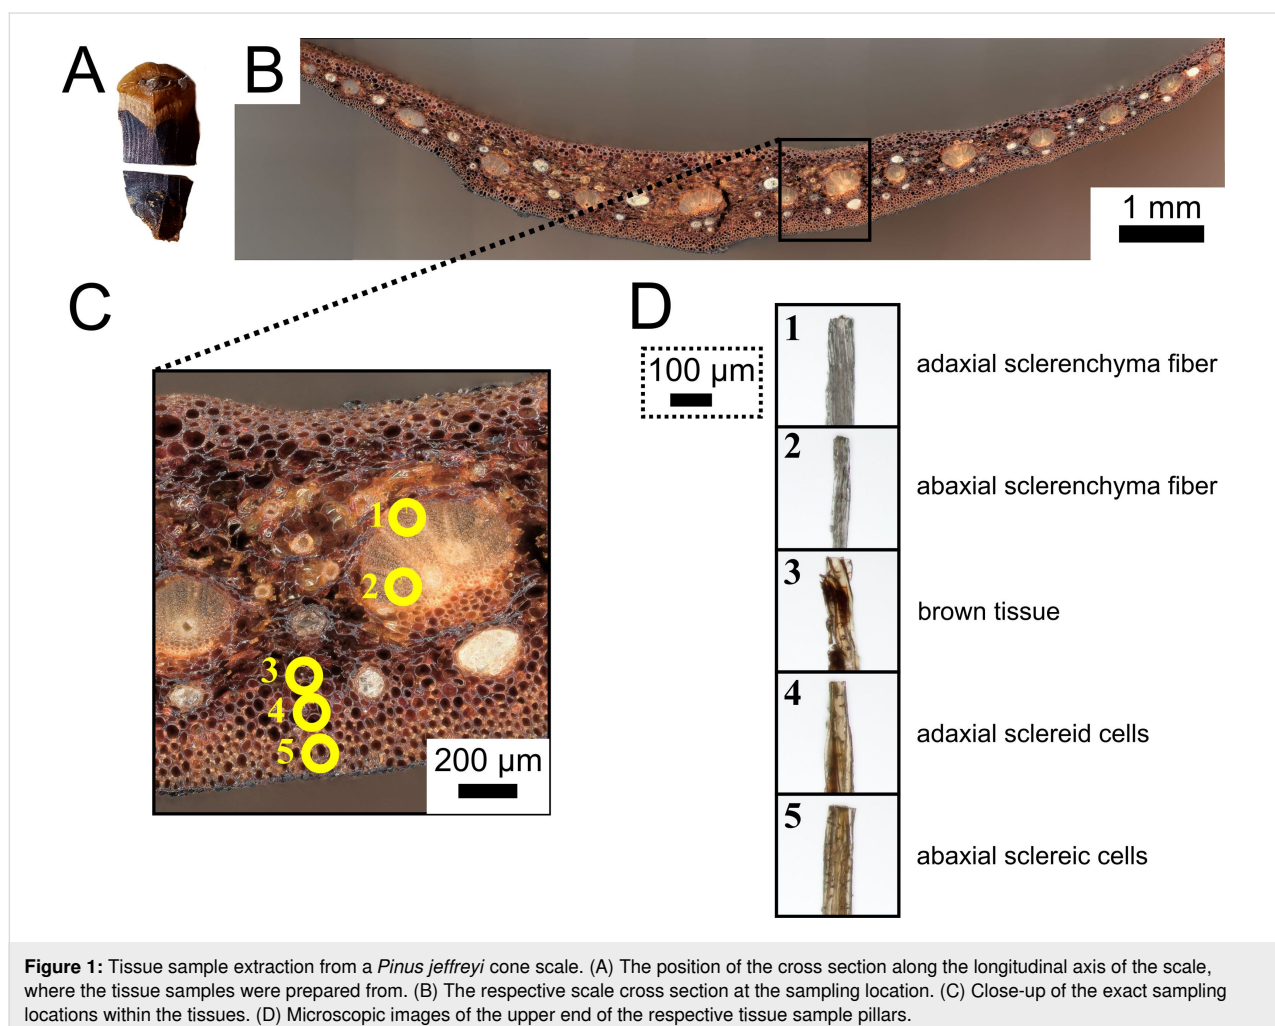 A
B
1 mm
C
1
2
3
4
5
200 µm
D
100 µm
1
adaxial sclerenchyma fiber
2
abaxial sclerenchyma fiber
3
brown tissue
4
adaxial sclereid cells
5
abaxial sclereic cells
Figure 1: Tissue sample extraction from a Pinus jeffreyi cone scale. (A) The position of the cross section along the longitudinal axis of the scale,
where the tissue samples were prepared from. (B) The respective scale cross section at the sampling location. (C) Close-up of the exact sampling
locations within the tissues. (D) Microscopic images of the upper end of the respective tissue sample pillars.